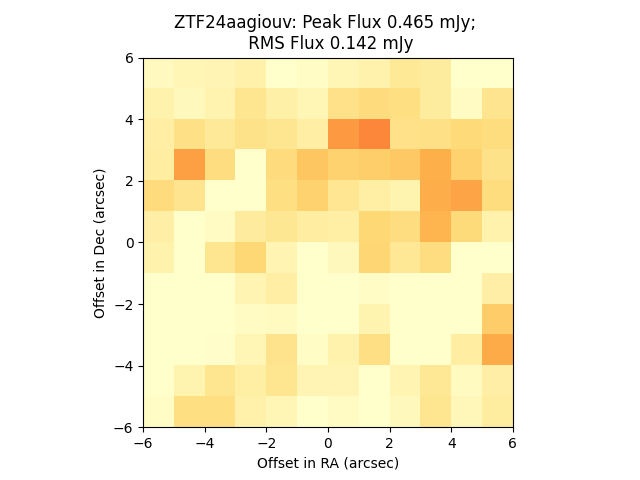 ZTF24aagiouv: Peak Flux 0.465 mJy;
RMS Flux 0.142 mJy
6
4
2
0
−2
−4
−6
Offset in Dec (arcsec)
−6 −4 −2 0 2 4 6
Offset in RA (arcsec)